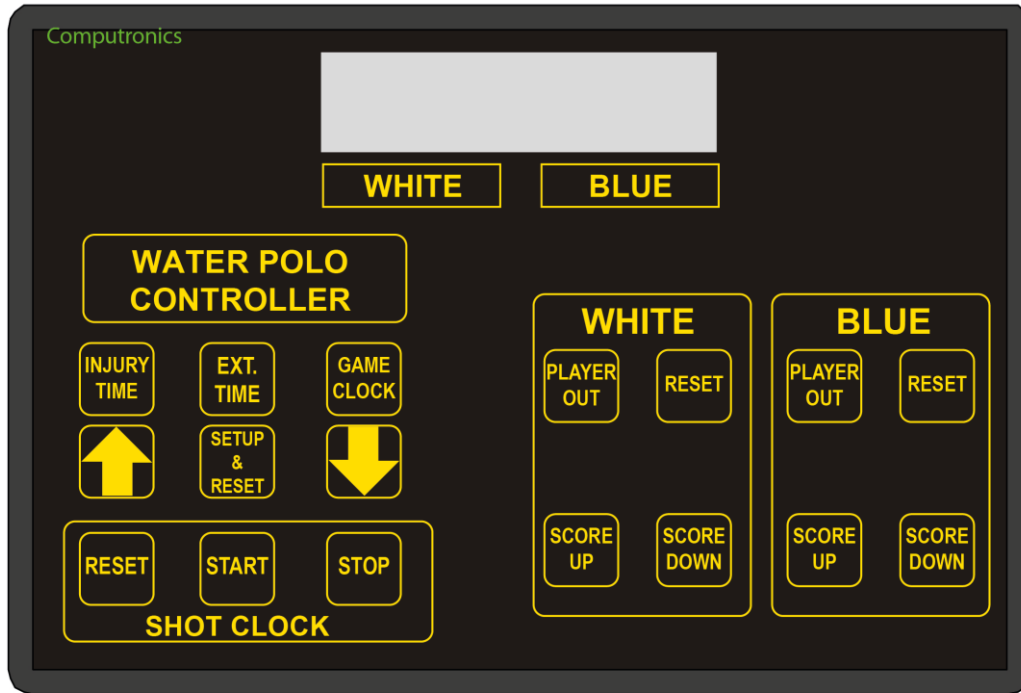 Computronics
WHITE
BLUE
WATER POLO
CONTROLLER
INJURY
TIME
EXT.
TIME
GAME
CLOCK
SETUP
&
RESET
RESET
START
STOP
SHOT CLOCK
WHITE
PLAYER
OUT
RESET
SCORE
UP
SCORE
DOWN
BLUE
PLAYER
OUT
RESET
SCORE
UP
SCORE
DOWN